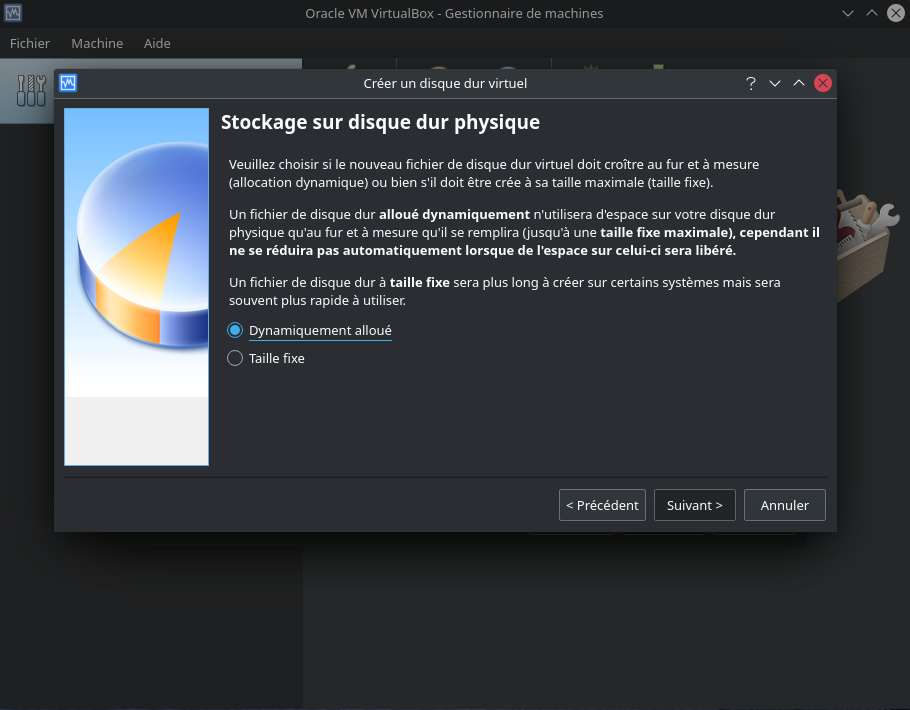 Oracle VM VirtualBox - Gestionnaire de machines
Fichier Machine Aide
Créer un disque dur virtuel
?
Stockage sur disque dur physique
Veuillez choisir si le nouveau fichier de disque dur virtuel doit croître au fur et à mesure
(allocation dynamique) ou bien s'il doit être crée à sa taille maximale (taille fixe).
Un fichier de disque dur alloué dynamiquement n'utilisera d'espace sur votre disque dur
physique qu'au fur et à mesure qu'il se remplira (jusqu'à une taille fixe maximale), cependant il
ne se réduira pas automatiquement lorsque de l'espace sur celui-ci sera libéré.
Un fichier de disque dur à taille fixe sera plus long à créer sur certains systèmes mais sera
souvent plus rapide à utiliser.
Dynamiquement alloué
Taille fixe
< Précédent Suivant > Annuler